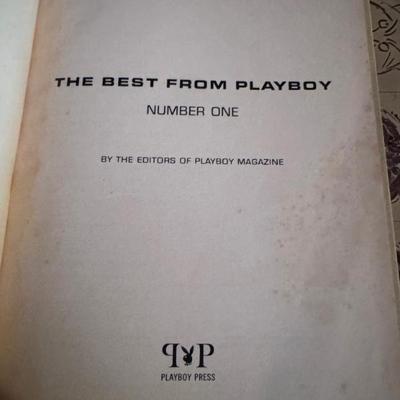 THE BEST FROM PLAYBOY
NUMBER ONE
BY THE EDITORS OF PLAYBOY MAGAZINE
PP
PLAYBOY PRESS